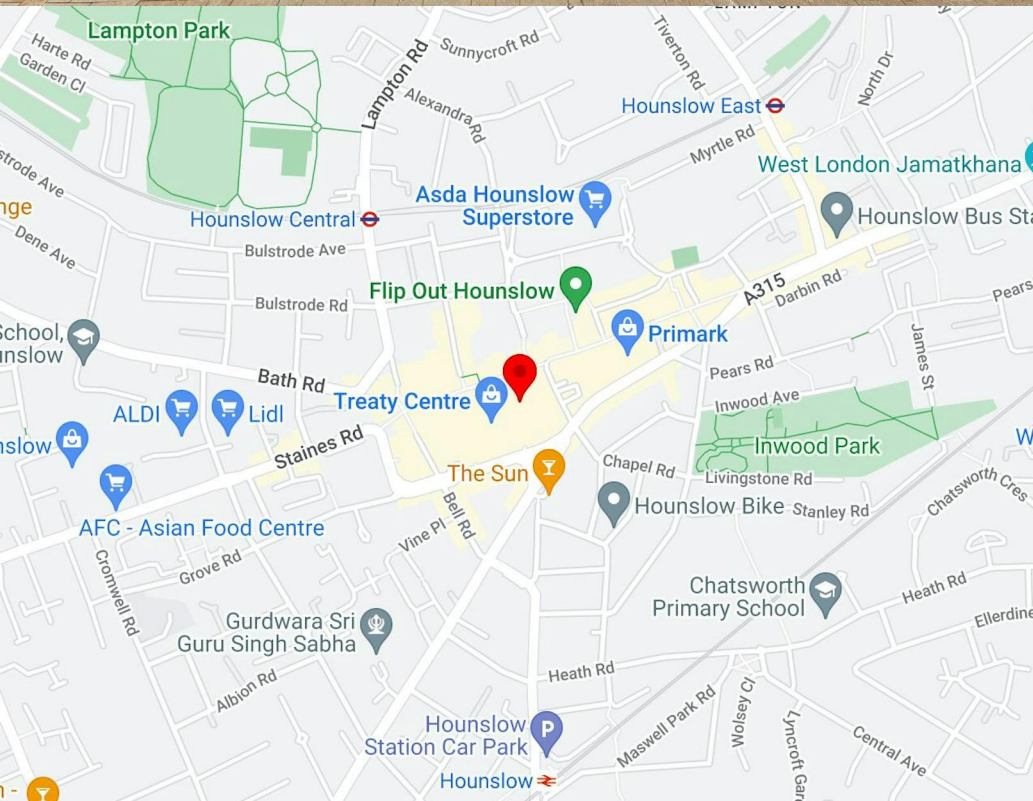 LAMPTON
Lampton Park
Harte Rd
Garden Cl
Lampton Rd
Sunnycroft Rd
Tiverton Rd
North Dr
Alexandra Rd
Hounslow East
Myrtle Rd
West London Jamatkhana
strode Ave
nge
Dene Ave
Asda Hounslow
Superstore
Hounslow Central
Hounslow Bus Sta
Bulstrode Ave
Flip Out Hounslow
Bulstrode Rd
A315
Darbin Rd
Pears
School,
unslow
Primark
James St
Bath Rd
Pears Rd
Treaty Centre
Inwood Ave
ALDI
Lidl
Staines Rd
nslow
Inwood Park
W
The Sun
Chapel Rd
Livingstone Rd
Chatsworth Cres
Hounslow Bike
Stanley Rd
Bell Rd
Vine Pl
AFC - Asian Food Centre
Grove Rd
Cromwell Rd
Chatsworth
Primary School
Heath Rd
Ellerdine
Gurdwara Sri
Guru Singh Sabha
Albion Rd
Heath Rd
Maswell Park Rd
Wolsey Cl
Lyncroft Gar
Central Ave
Hounslow
Station Car Park
P
Hounslow
n -